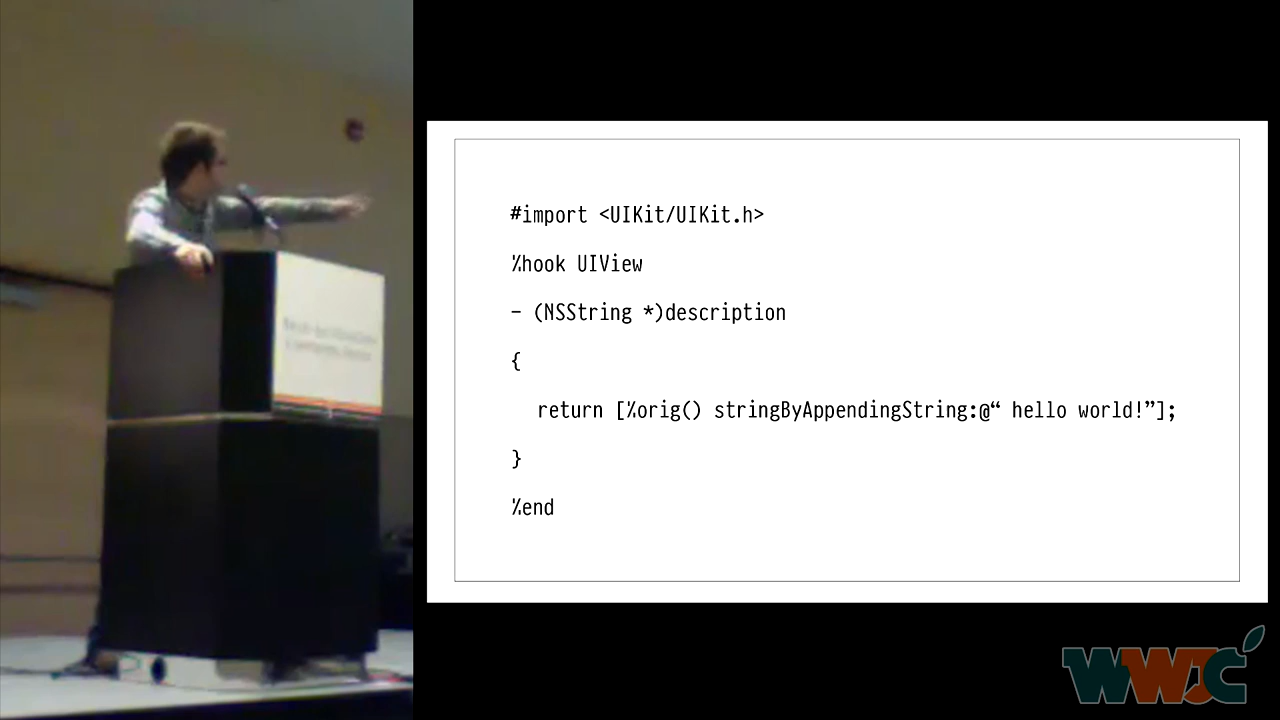 #import <UIKit/UIKit.h>
%hook UIView
- (NSString *)description
{
return [%orig() stringByAppendingString:@“ hello world!”];
}
%end
WWJC